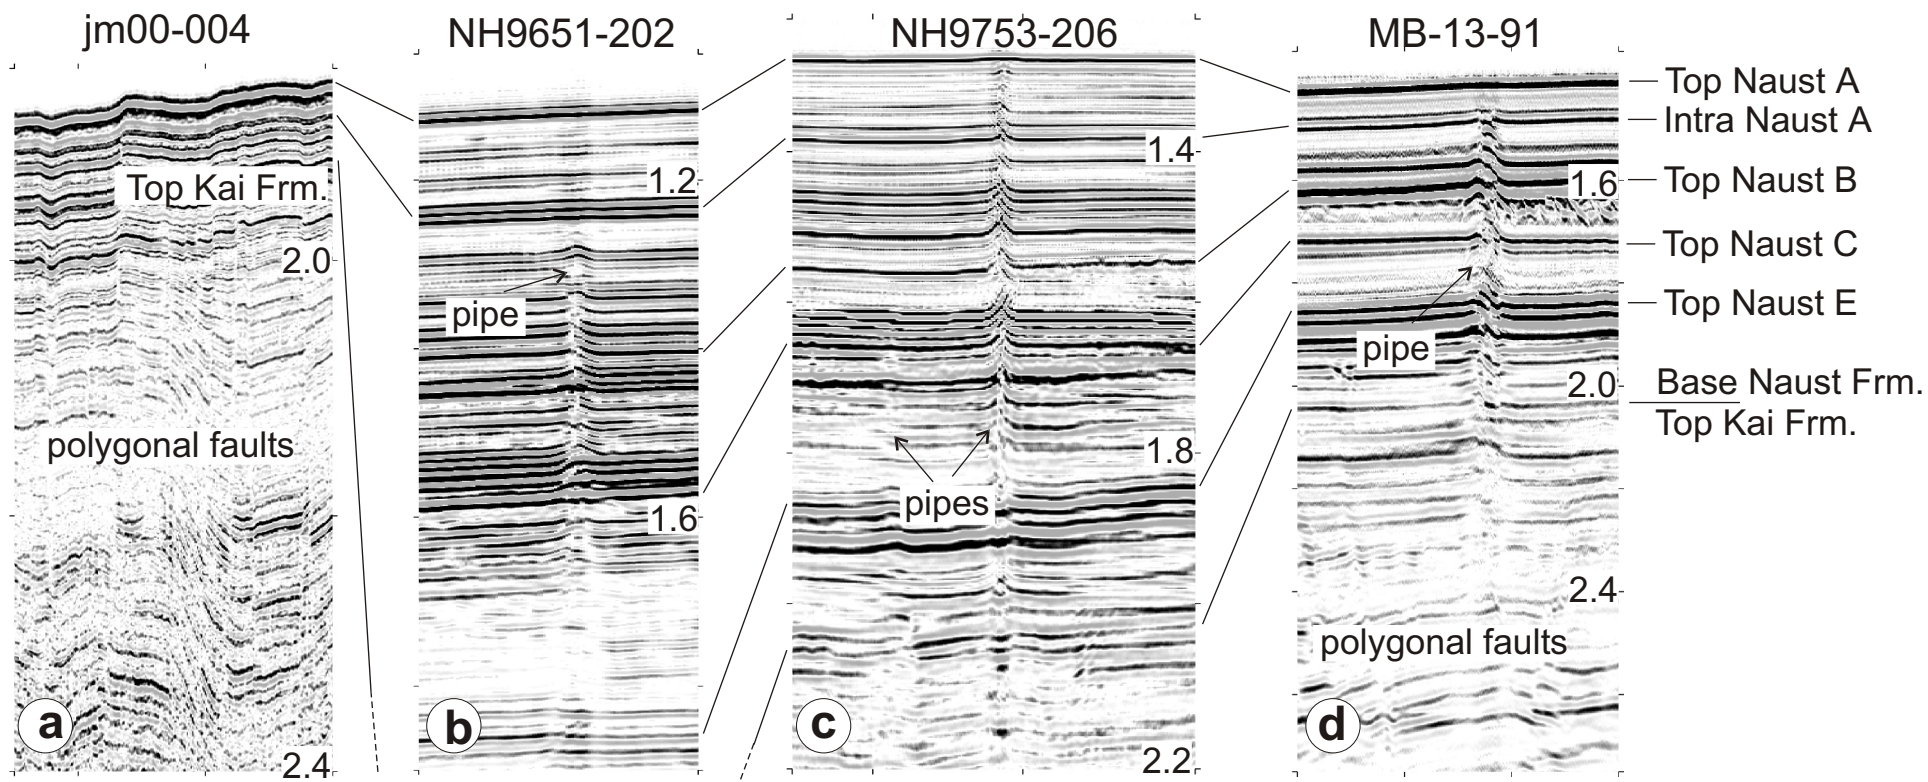 jm00-004
NH9651-202
NH9753-206
MB-13-91
Top Kai Frm.
2.0
polygonal faults
a
2.4
1.2
pipe
1.6
b
1.4
1.8
pipes
c
2.2
1.6
pipe
2.0
2.4
polygonal faults
d
Top Naust A
Intra Naust A
Top Naust B
Top Naust C
Top Naust E
Base Naust Frm.
Top Kai Frm.